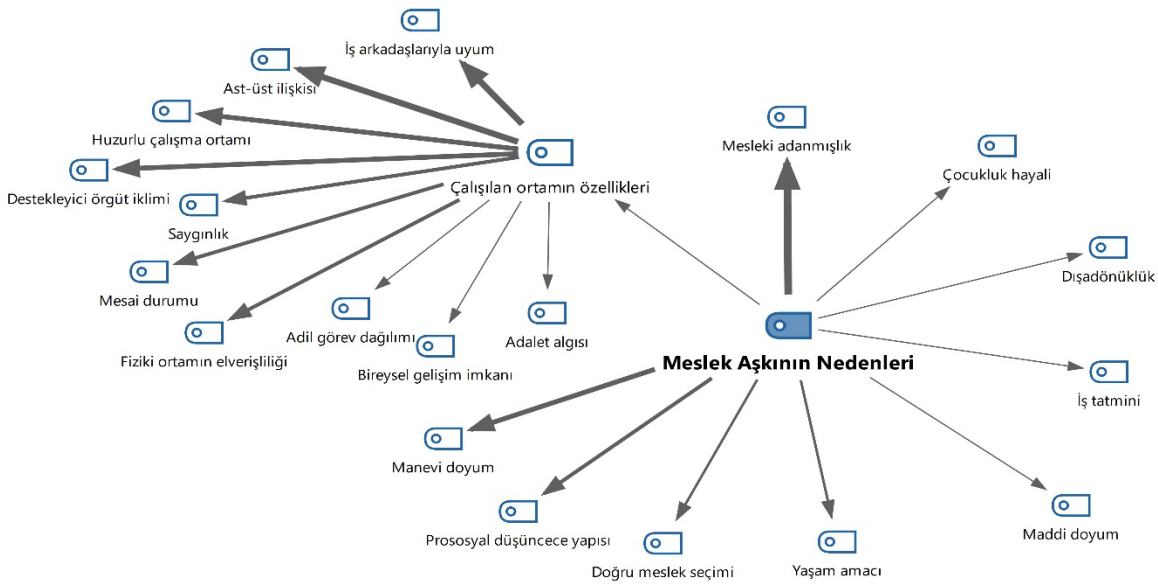 İş arkadaşlarıyla uyum
Ast-üst ilişkisi
Huzurlu çalışma ortamı
Mesleki adanmışlık
Çocukluk hayali
Destekleyici örgüt iklimi
Çalışılan ortamın özellikleri
Saygınlık
Dışadönüklük
Mesai durumu
Adil görev dağılımı
Adalet algısı
Fiziki ortamın elverişliliği
Bireysel gelişim imkanı
Meslek Aşkının Nedenleri
İş tatmini
Manevi doyum
Prososyal düşüncece yapısı
Maddi doyum
Doğru meslek seçimi
Yaşam amacı